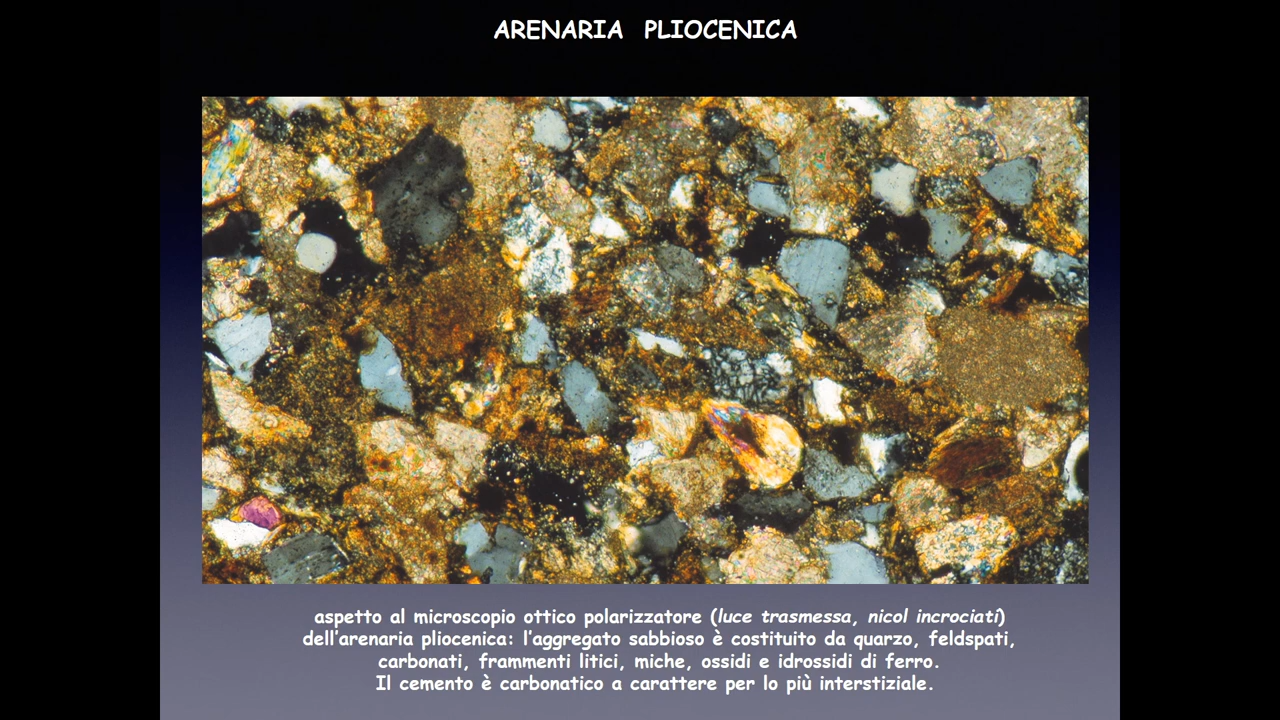 ARENARIA PLIOCENICA
aspetto al microscopio ottico polarizzatore (luce trasmessa, nicol incrociati)
dell'arenaria pliocenica: l'aggregato sabbioso è costituito da quarzo, feldspati,
carbonati, frammenti litici, miche, ossidi e idrossidi di ferro.
Il cemento è carbonatico a carattere per lo più interstiziale.